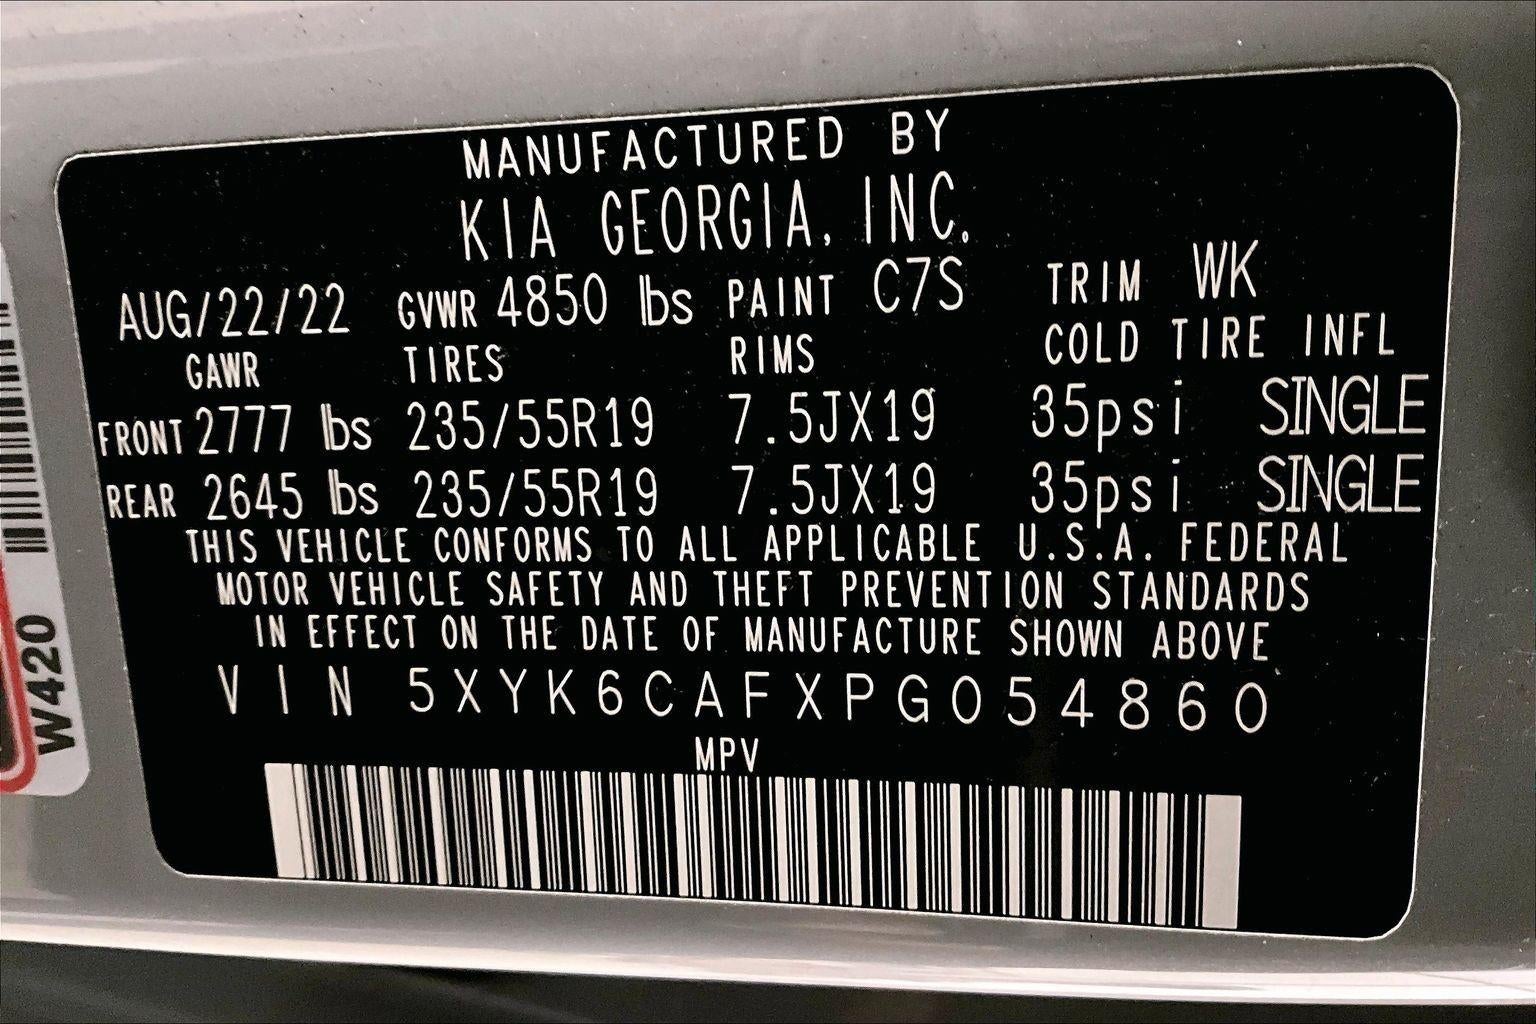 MANUFACTURED BY
KIA GEORGIA, INC.
AUG/22/22 GVWR 4850 lbs PAINT C7S TRIM WK
GAWR TIRES RIMS COLD TIRE INFL
FRONT 2777 lbs 235/55R19 7.5JX19 35psi SINGLE
REAR 2645 lbs 235/55R19 7.5JX19 35psi SINGLE
THIS VEHICLE CONFORMS TO ALL APPLICABLE U.S.A. FEDERAL
MOTOR VEHICLE SAFETY AND THEFT PREVENTION STANDARDS
IN EFFECT ON THE DATE OF MANUFACTURE SHOWN ABOVE
VIN 5XYK6CAFXPG054860
MPV
W420